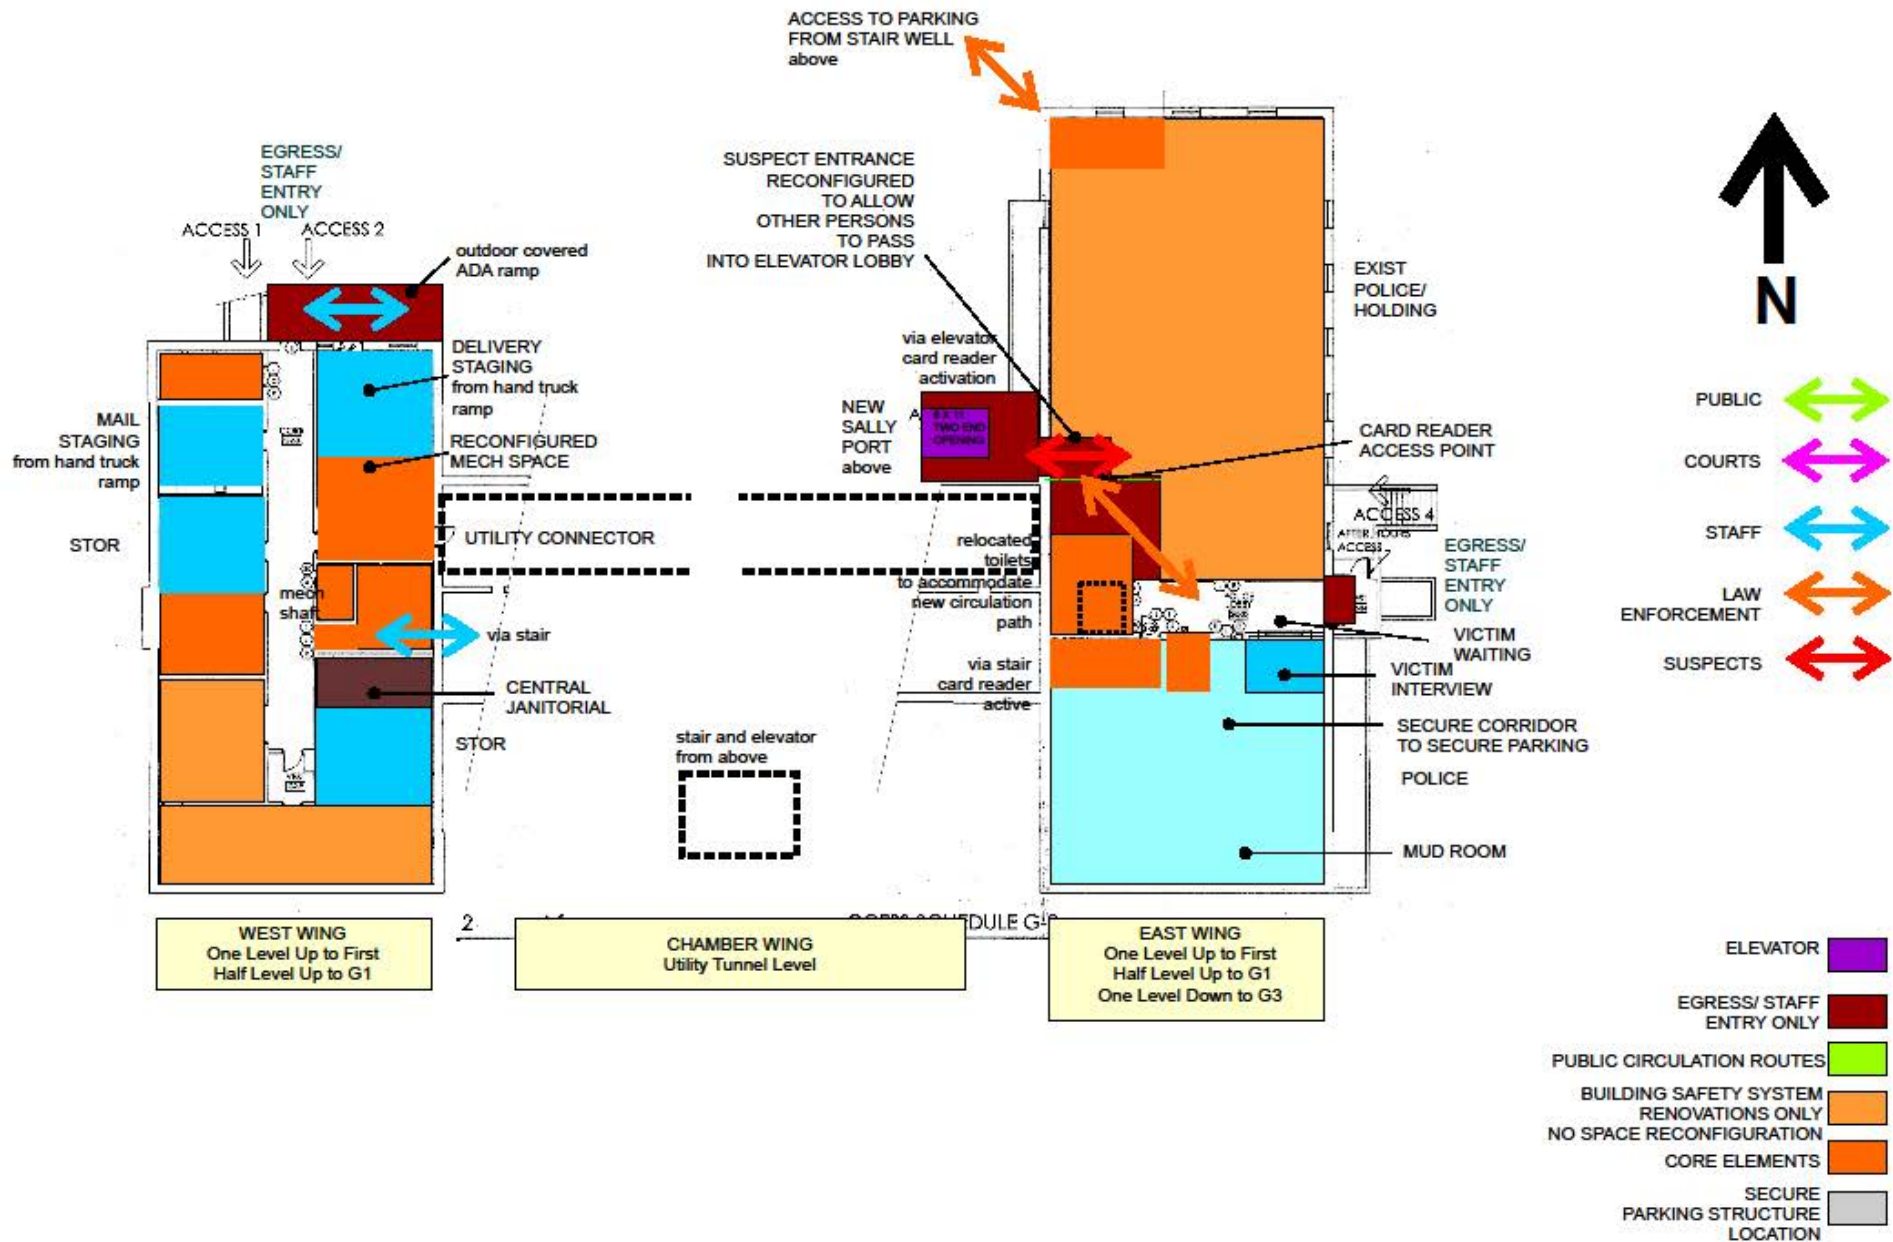 ACCESS TO PARKING
FROM STAIR WELL
above
EGRESS/
STAFF
ENTRY
ONLY
ACCESS 1
ACCESS 2
outdoor covered
ADA ramp
SUSPECT ENTRANCE
RECONFIGURED
TO ALLOW
OTHER PERSONS
TO PASS
INTO ELEVATOR LOBBY
N
EXIST
POLICE/
HOLDING
DELIVERY
STAGING
from hand truck
ramp
via elevator
card reader
activation
MAIL
STAGING
from hand truck
ramp
RECONFIGURED
MECH SPACE
NEW
SALLY
PORT
above
A
TWO END
OPENING
CARD READER
ACCESS POINT
PUBLIC
COURTS
STAFF
LAW
ENFORCEMENT
SUSPECTS
STOR
UTILITY CONNECTOR
relocated
toilets
to accommodate
new circulation
path
ACCESS 4
AFTER HOURS
ACCESS
EGRESS/
STAFF
ENTRY
ONLY
mech
shaft
via stair
VICTIM
WAITING
via stair
card reader
active
VICTIM
INTERVIEW
CENTRAL
JANITORIAL
STOR
stair and elevator
from above
SECURE CORRIDOR
TO SECURE PARKING
POLICE
MUD ROOM
2
WEST WING
One Level Up to First
Half Level Up to G1
CHAMBER WING
Utility Tunnel Level
EAST WING
One Level Up to First
Half Level Up to G1
One Level Down to G3
ELEVATOR
EGRESS/ STAFF
ENTRY ONLY
PUBLIC CIRCULATION ROUTES
BUILDING SAFETY SYSTEM
RENOVATIONS ONLY
NO SPACE RECONFIGURATION
CORE ELEMENTS
SECURE
PARKING STRUCTURE
LOCATION